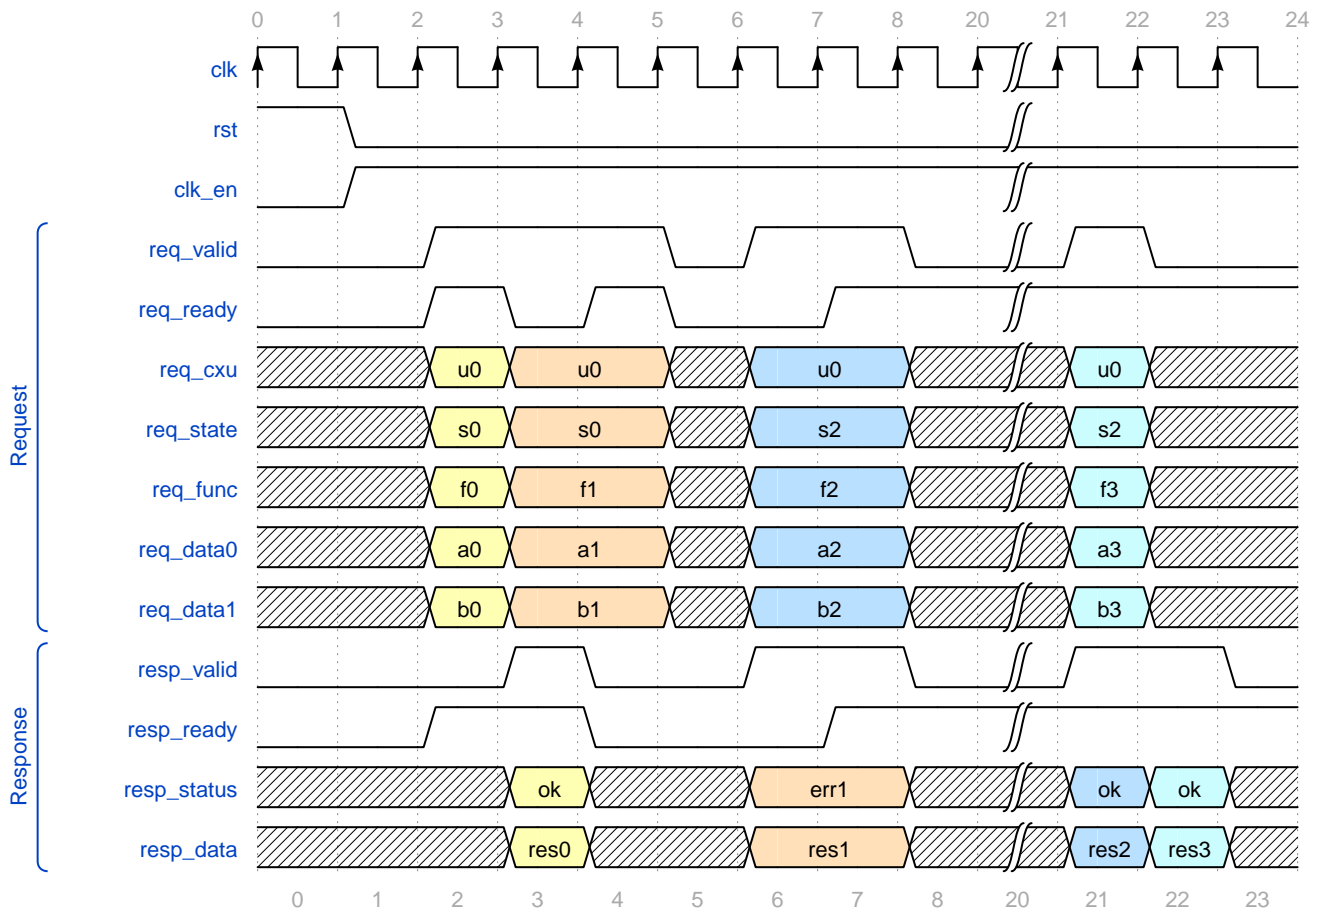 0 1 2 3 4 5 6 7 8 20 21 22 23 24
clk
rst
clk_en
req_valid
req_ready
req_cxu u0 u0 u0 u0
req_state s0 s0 s2 s2
req_func f0 f1 f2 f3
req_data0 a0 a1 a2 a3
req_data1 b0 b1 b2 b3
Request
resp_valid
resp_ready
resp_status ok err1 ok ok
resp_data res0 res1 res2 res3
Response
0 1 2 3 4 5 6 7 8 20 21 22 23